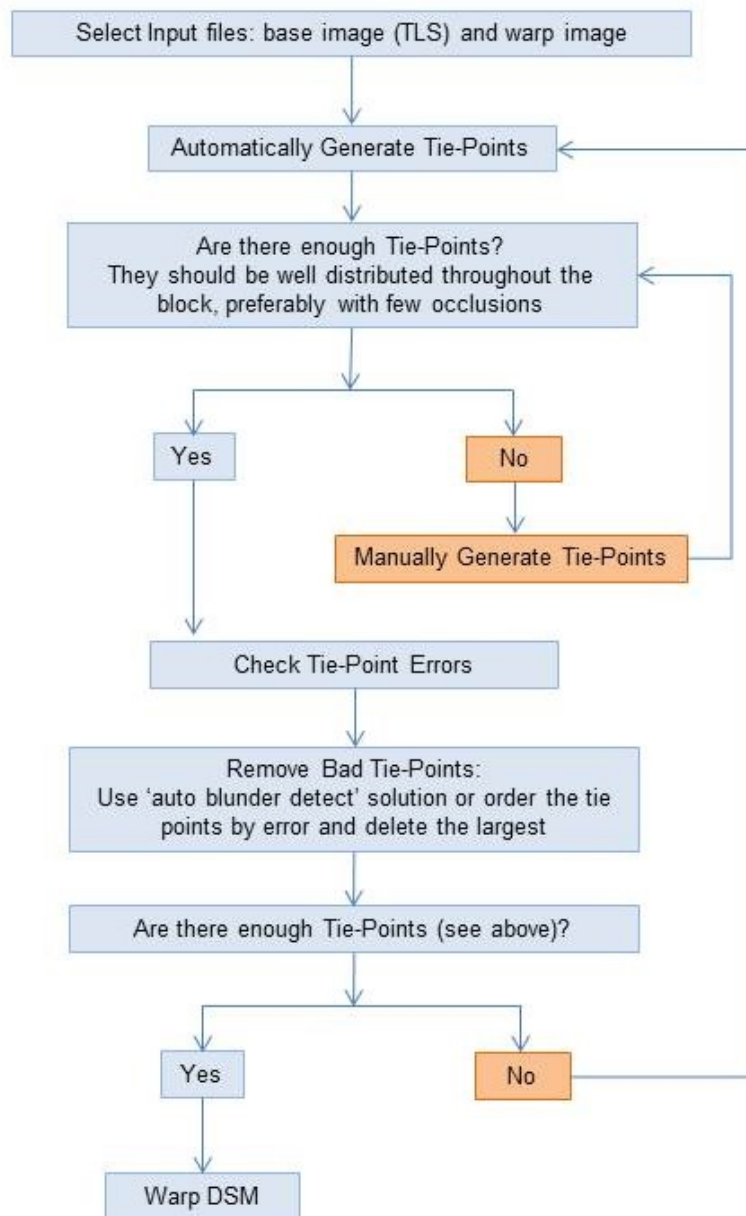 Select Input files: base image (TLS) and warp image
Automatically Generate Tie-Points
Are there enough Tie-Points?
They should be well distributed throughout the
block, preferably with few occlusions
Yes
No
Manually Generate Tie-Points
Check Tie-Point Errors
Remove Bad Tie-Points:
Use ‘auto blunder detect’ solution or order the tie
points by error and delete the largest
Are there enough Tie-Points (see above)?
Yes
No
Warp DSM